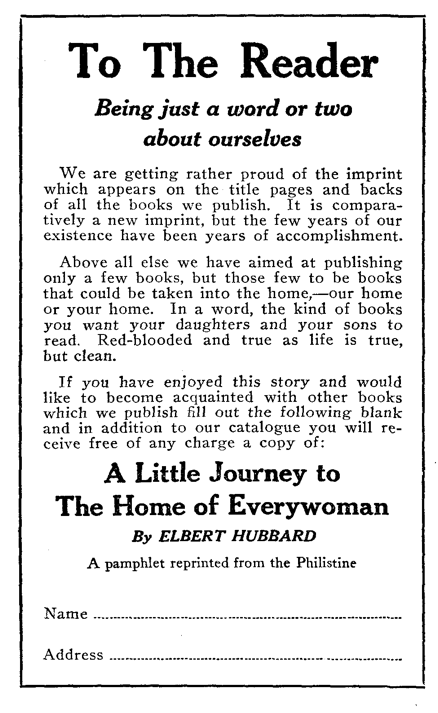 To The Reader
Being just a word or two
about ourselves
We are getting rather proud of the imprint
which appears on the title pages and backs
of all the books we publish. It is compara-
tively a new imprint, but the few years of our
existence have been years of accomplishment.
Above all else we have aimed at publishing
only a few books, but those few to be books
that could be taken into the home,—our home
or your home. In a word, the kind of books
you want your daughters and your sons to
read. Red-blooded and true as life is true,
but clean.
If you have enjoyed this story and would
like to become acquainted with other books
which we publish fill out the following blank
and in addition to our catalogue you will re-
ceive free of any charge a copy of:
A Little Journey to
The Home of Everywoman
By ELBERT HUBBARD
A pamphlet reprinted from the Philistine
Name
Address